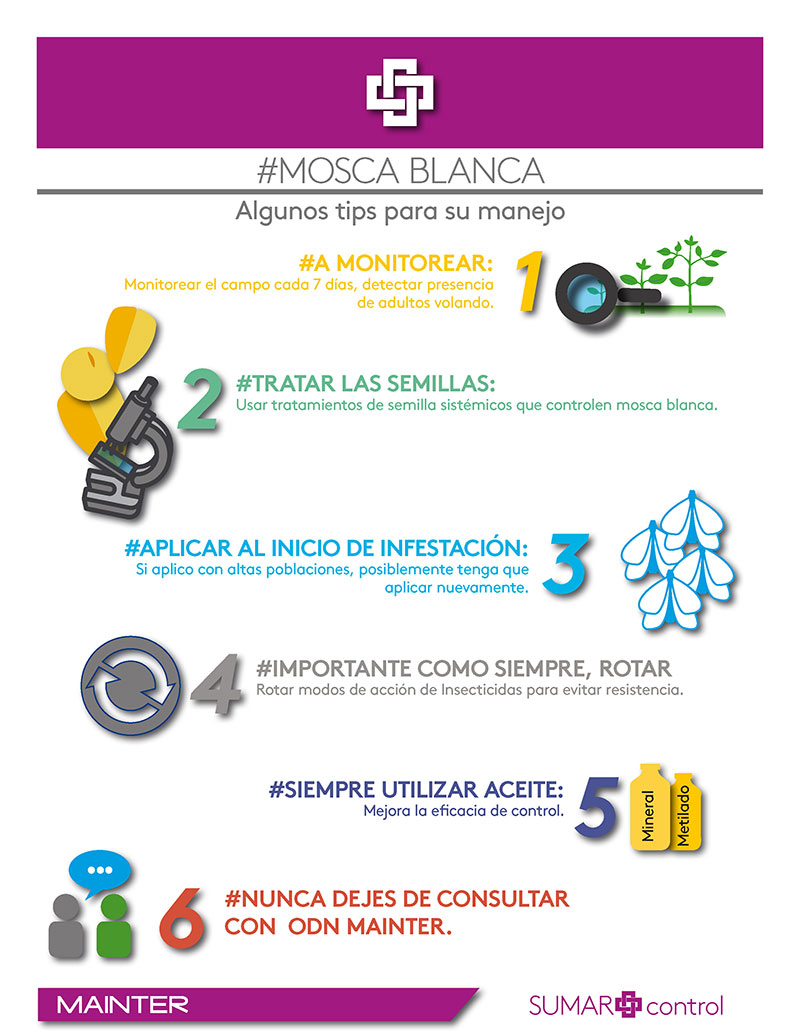 #MOSCA BLANCA
Algunos tips para su manejo
#A MONITOREAR:
Monitorear el campo cada 7 días, detectar presencia
de adultos volando.
1
2
#TRATAR LAS SEMILLAS:
Usar tratamientos de semilla sistémicos que controlen mosca blanca.
#APLICAR AL INICIO DE INFESTACIÓN:
Si aplico con altas poblaciones, posiblemente tenga que
aplicar nuevamente.
3
4
#IMPORTANTE COMO SIEMPRE, ROTAR
Rotar modos de acción de Insecticidas para evitar resistencia.
#SIEMPRE UTILIZAR ACEITE:
Mejora la eficacia de control.
5
Mineral
Metilado
6
#NUNCA DEJES DE CONSULTAR
CON ODN MAINTER.
MAINTER
SUMAR control